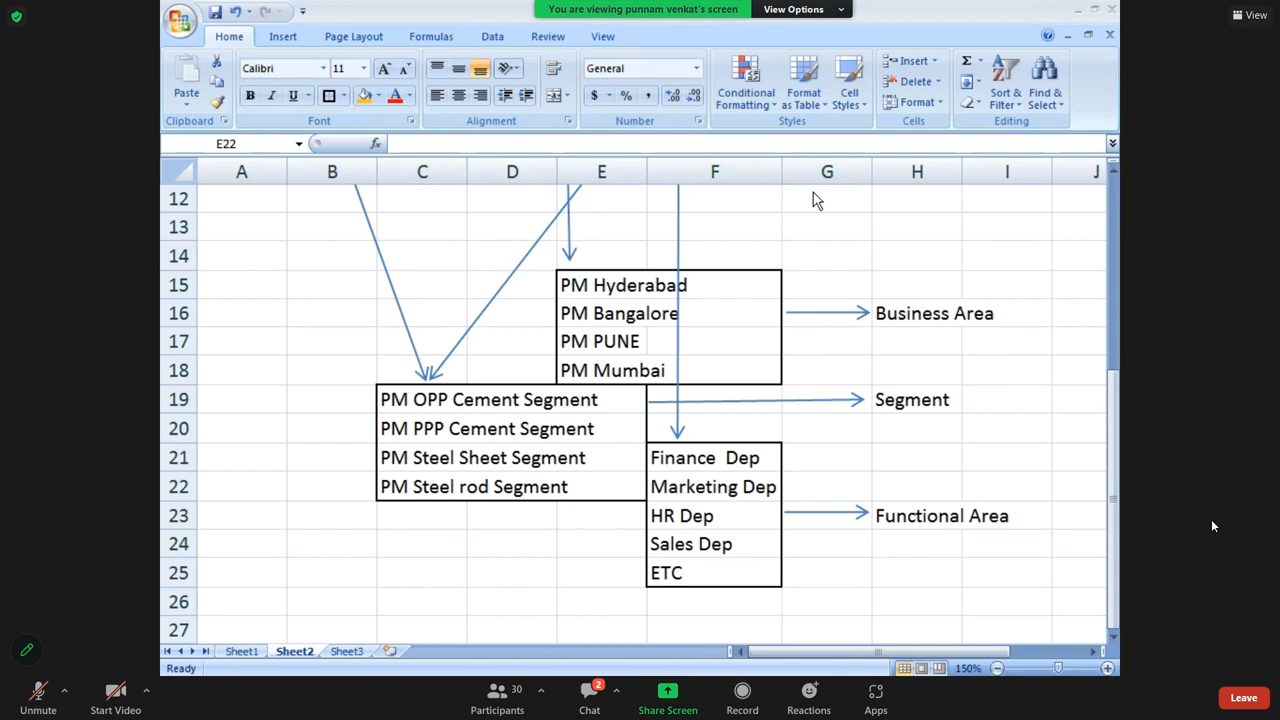 You are viewing punnam venkat's screen
View Options
View
Home Insert Page Layout Formulas Data Review View
Paste
Calibri 11
General
Conditional Formatting
Format as Table
Cell Styles
Insert
Delete
Format
Sort & Filter
Find & Select
B I U
$ % ,
Clipboard Font Alignment Number Styles Cells Editing
E22 fx
A B C D E F G H I J
12
13
14
15 PM Hyderabad
16 PM Bangalore Business Area
17 PM PUNE
18 PM Mumbai
19 PM OPP Cement Segment Segment
20 PM PPP Cement Segment
21 PM Steel Sheet Segment Finance Dep
22 PM Steel rod Segment Marketing Dep
23 HR Dep Functional Area
24 Sales Dep
25 ETC
26
27
Sheet1 Sheet2 Sheet3
Ready 150%
30 2
Unmute Start Video Participants Chat Share Screen Record Reactions Apps Leave